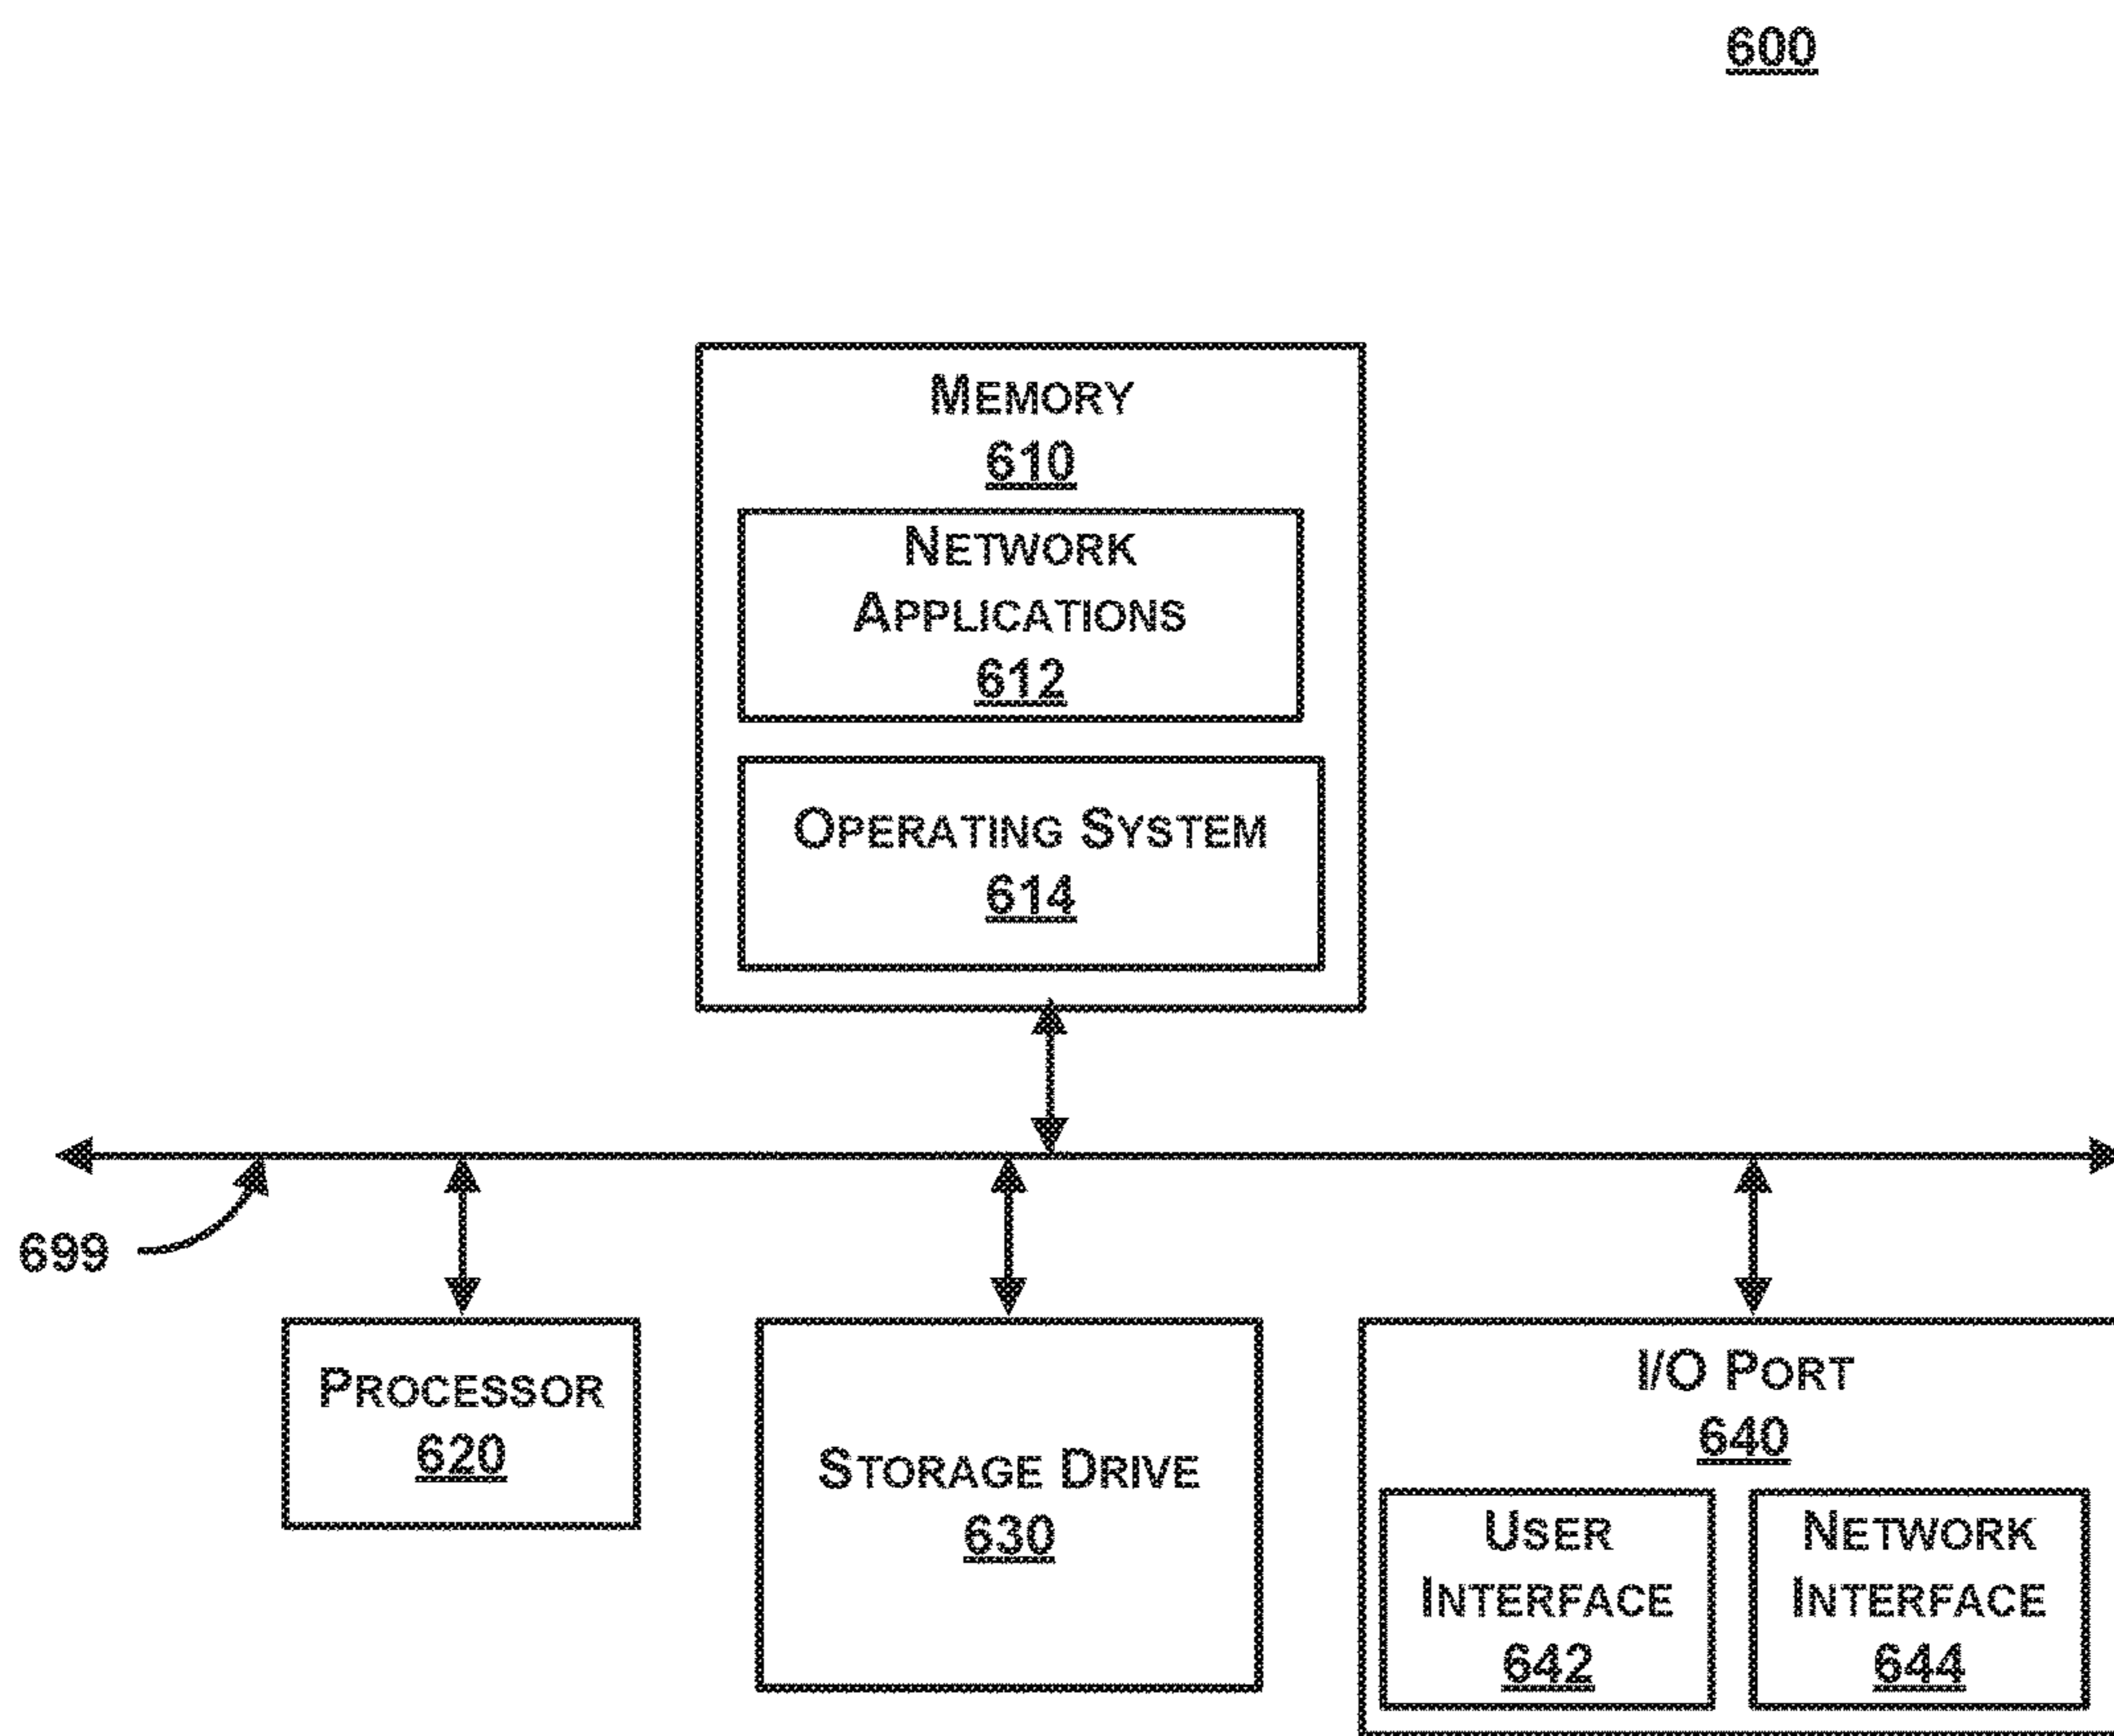 600
MEMORY
610
NETWORK
APPLICATIONS
612
OPERATING SYSTEM
614
699
PROCESSOR
620
STORAGE DRIVE
630
I/O PORT
640
USER
INTERFACE
642
NETWORK
INTERFACE
644